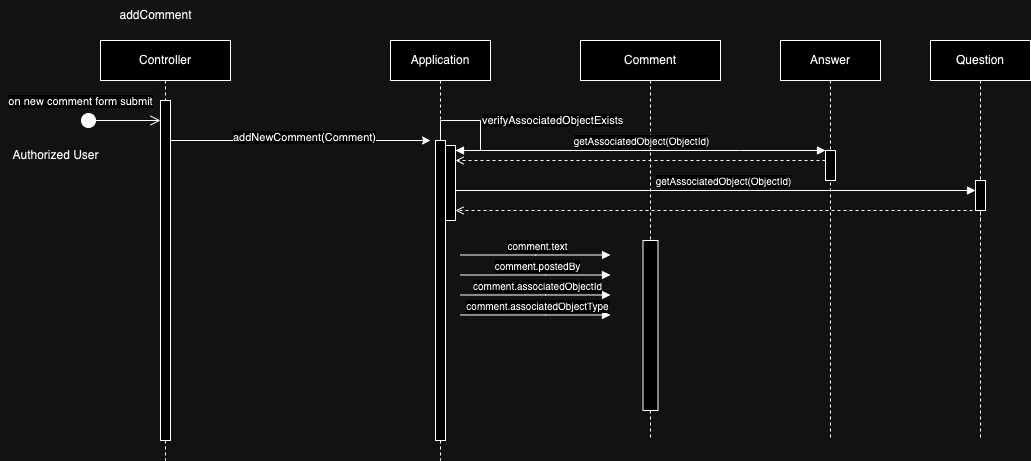 addComment
Controller
Application
Comment
Answer
Question
on new comment form submit
Authorized User
addNewComment(Comment)
verifyAssociatedObjectExists
getAssociatedObject(ObjectId)
getAssociatedObject(ObjectId)
comment.text
comment.postedBy
comment.associatedObjectId
comment.associatedObjectType